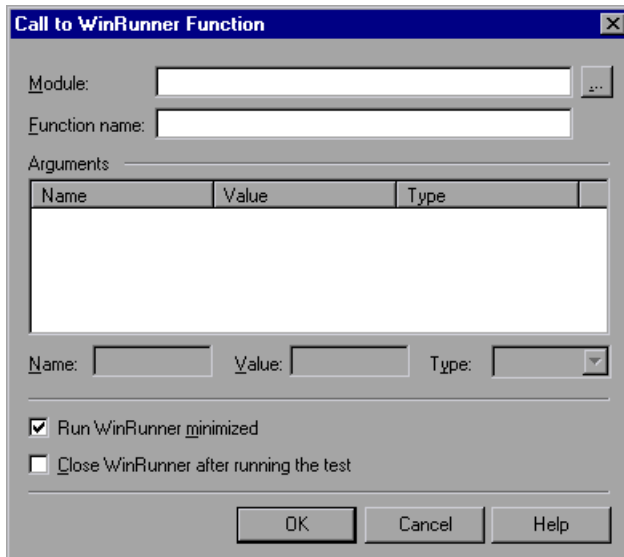 Call to WinRunner Function
Module:
...
Function name:
Arguments
Name Value Type
Name: Value: Type:
Run WinRunner minimized
Close WinRunner after running the test
OK Cancel Help